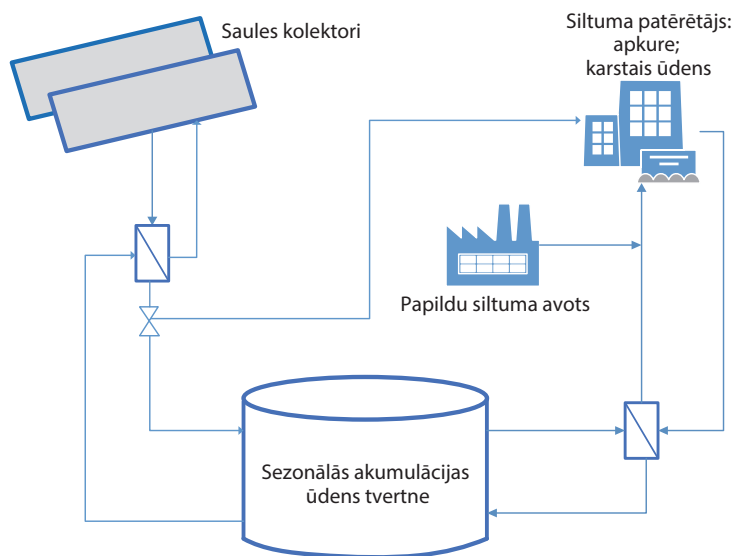 Saules kolektori
Siltuma patērētājs:
apkure;
karstais ūdens
Papildu siltuma avots
Sezonālās akumulācijas
ūdens tvertne